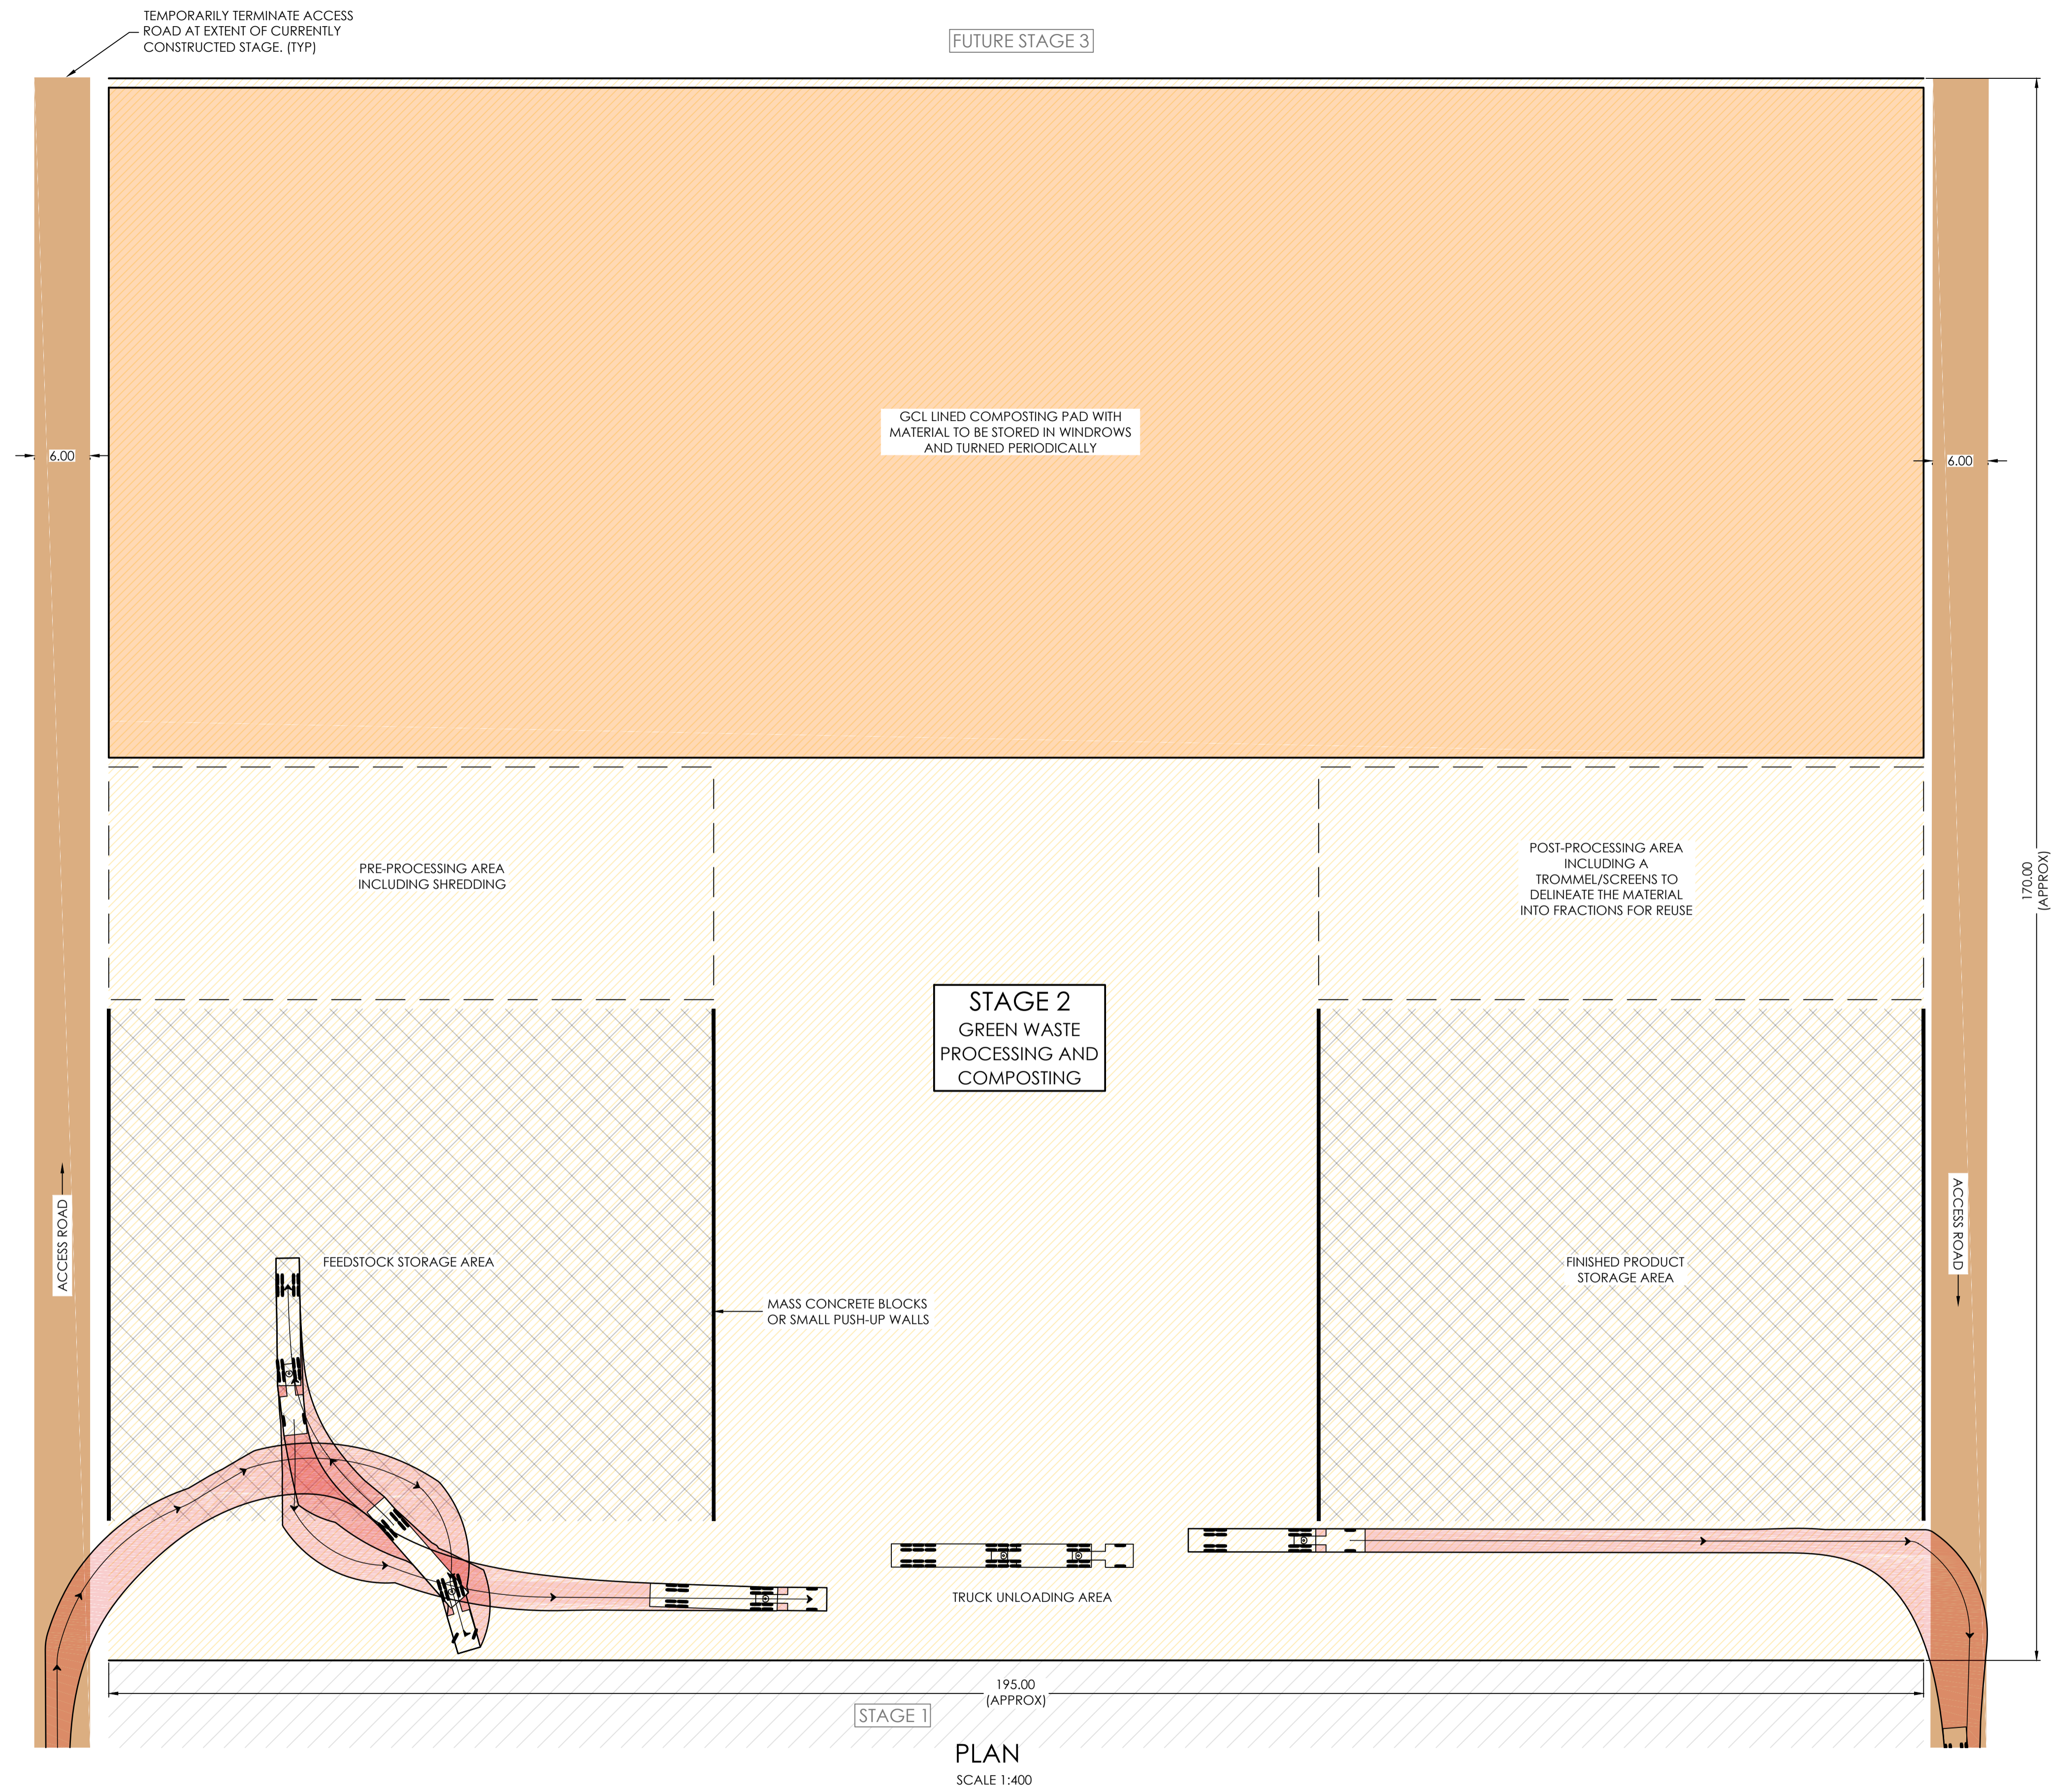 TEMPORARILY TERMINATE ACCESS
ROAD AT EXTENT OF CURRENTLY
CONSTRUCTED STAGE. (TYP)
FUTURE STAGE 3
GCL LINED COMPOSTING PAD WITH
MATERIAL TO BE STORED IN WINDROWS
AND TURNED PERIODICALLY
6.00
6.00
PRE-PROCESSING AREA
INCLUDING SHREDDING
POST-PROCESSING AREA
INCLUDING A
TROMMEL/SCREENS TO
DELINEATE THE MATERIAL
INTO FRACTIONS FOR REUSE
170.00
(APPROX)
STAGE 2
GREEN WASTE
PROCESSING AND
COMPOSTING
ACCESS ROAD
ACCESS ROAD
FEEDSTOCK STORAGE AREA
FINISHED PRODUCT
STORAGE AREA
MASS CONCRETE BLOCKS
OR SMALL PUSH-UP WALLS
TRUCK UNLOADING AREA
195.00
(APPROX)
STAGE 1
PLAN
SCALE 1:400